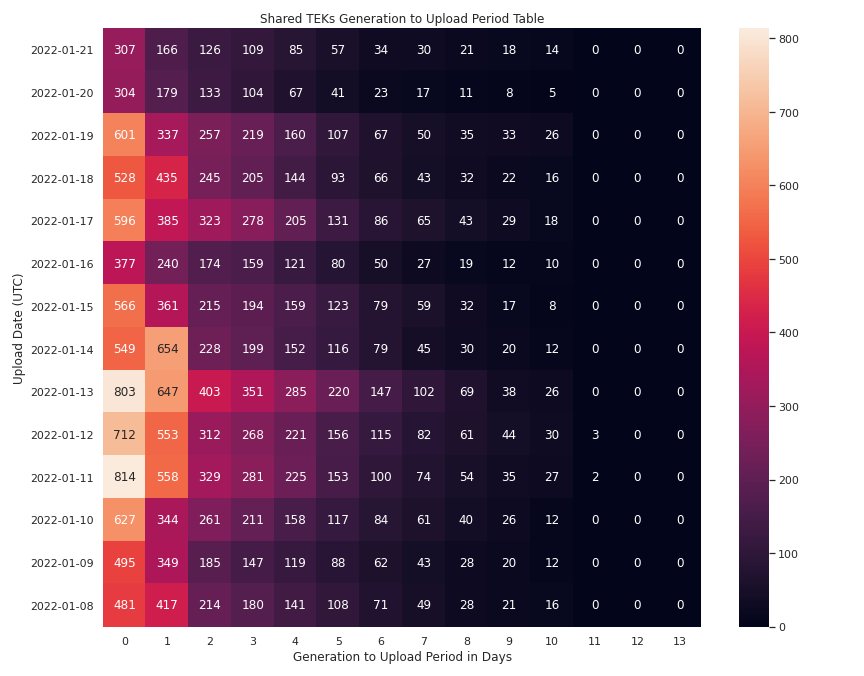 Shared TEKs Generation to Upload Period Table
Upload Date (UTC)
2022-01-21 307 166 126 109 85 57 34 30 21 18 14 0 0 0
2022-01-20 304 179 133 104 67 41 23 17 11 8 5 0 0 0
2022-01-19 601 337 257 219 160 107 67 50 35 33 26 0 0 0
2022-01-18 528 435 245 205 144 93 66 43 32 22 16 0 0 0
2022-01-17 596 385 323 278 205 131 86 65 43 29 18 0 0 0
2022-01-16 377 240 174 159 121 80 50 27 19 12 10 0 0 0
2022-01-15 566 361 215 194 159 123 79 59 32 17 8 0 0 0
2022-01-14 549 654 228 199 152 116 79 45 30 20 12 0 0 0
2022-01-13 803 647 403 351 285 220 147 102 69 38 26 0 0 0
2022-01-12 712 553 312 268 221 156 115 82 61 44 30 3 0 0
2022-01-11 814 558 329 281 225 153 100 74 54 35 27 2 0 0
2022-01-10 627 344 261 211 158 117 84 61 40 26 12 0 0 0
2022-01-09 495 349 185 147 119 88 62 43 28 20 12 0 0 0
2022-01-08 481 417 214 180 141 108 71 49 28 21 16 0 0 0
0 1 2 3 4 5 6 7 8 9 10 11 12 13
Generation to Upload Period in Days
800
700
600
500
400
300
200
100
0